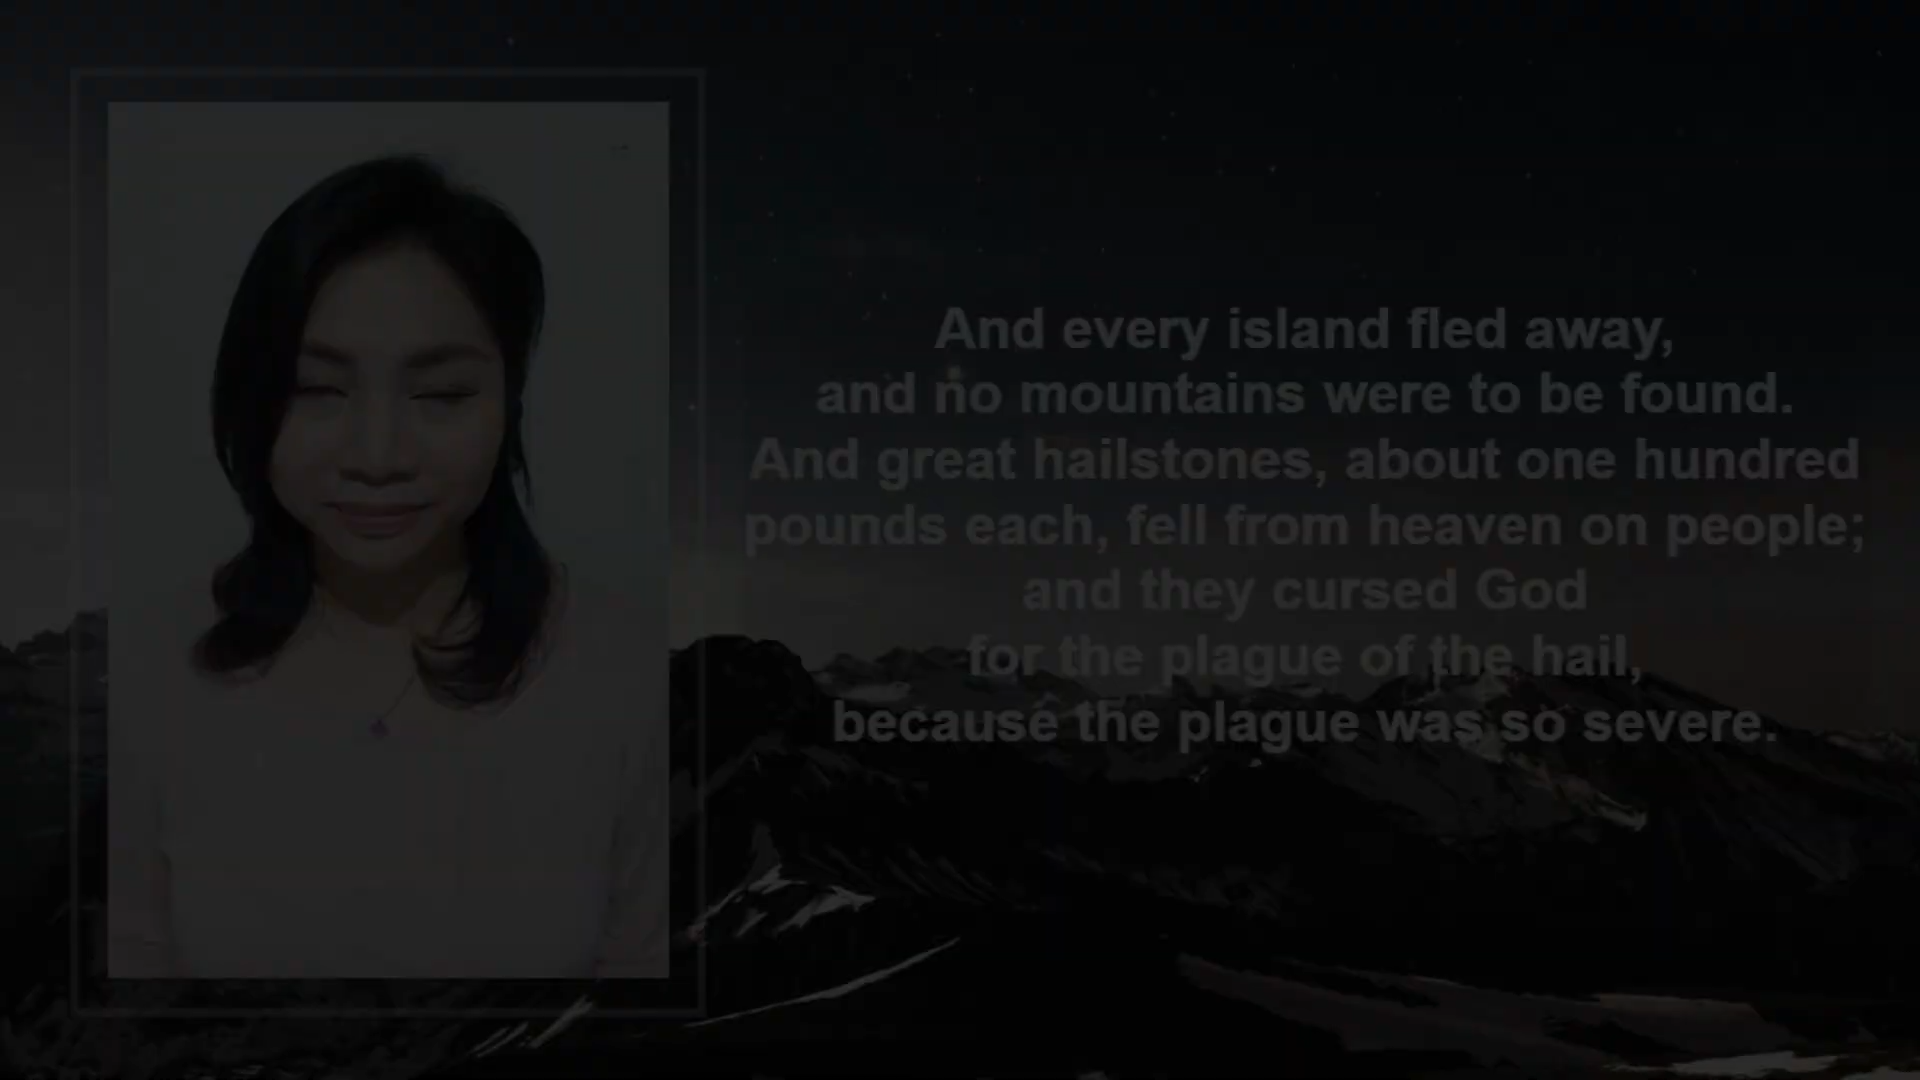 And every island fled away,
and no mountains were to be found.
And great hailstones, about one hundred
pounds each, fell from heaven on people;
and they cursed God
for the plague of the hail,
because the plague was so severe.